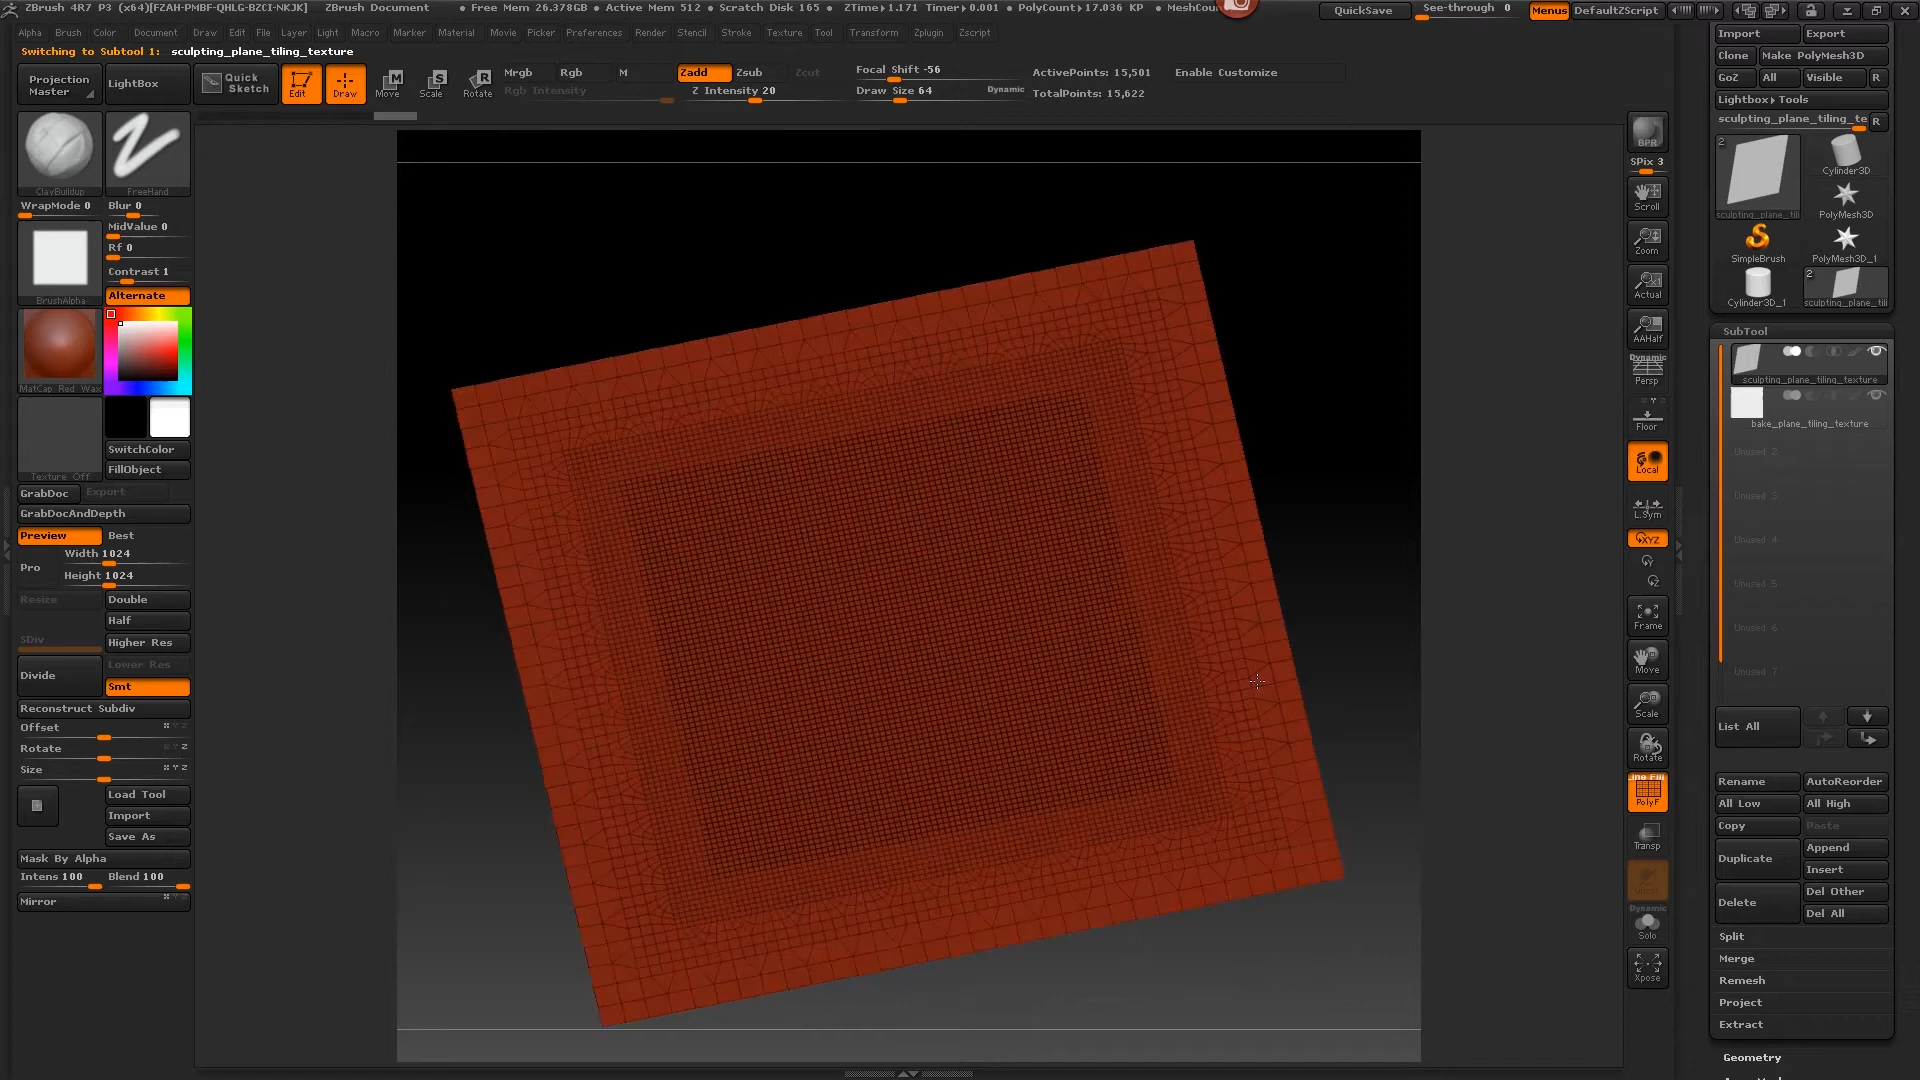 ZBrush 4R7 P3 (x64)[FZAH-PMBF-QHLG-BZCI-NKJK] ZBrush Document • Free Mem 26.378GB • Active Mem 512 • Scratch Disk 165 • ZTime▸1.171 Timer▸0.001 • PolyCount▸17.036 KP • MeshCou QuickSave See-through 0 Menus DefaultZScript
Alpha Brush Color Document Draw Edit File Layer Light Macro Marker Material Movie Picker Preferences Render Stencil Stroke Texture Tool Transform Zplugin Zscript
Switching to Subtool 1: sculpting_plane_tiling_texture
Projection Master
LightBox
Quick Sketch
Edit
Draw
Move
Scale
Rotate
Mrgb Rgb M
Rgb Intensity
Zadd Zsub Zcut
Z Intensity 20
Focal Shift -56
Draw Size 64
Dynamic
ActivePoints: 15,501
TotalPoints: 15,622
Enable Customize
ClayBuildup
FreeHand
WrapMode 0
Blur 0
MidValue 0
Rf 0
Contrast 1
BrushAlpha
Alternate
MatCap Red Wax
Texture Off
SwitchColor
FillObject
GrabDoc
Export
GrabDocAndDepth
Preview
Best
Pro
Width 1024
Height 1024
Resize
Double
Half
SDiv
Higher Res
Lower Res
Divide
Smt
Reconstruct Subdiv
Offset
Rotate
Size
Load Tool
Import
Save As
Mask By Alpha
Intens 100
Blend 100
Mirror
BPR
SPix 3
Scroll
Zoom
Actual
AAHalf
Dynamic
Persp
Floor
Local
L.Sym
XYZ
Frame
Move
Scale
Rotate
Line Fill
PolyF
Transp
Dynamic
Solo
Xpose
Import
Export
Clone
Make PolyMesh3D
GoZ
All
Visible
R
Lightbox▸Tools
sculpting_plane_tiling_te
R
2
sculpting_plane_til
Cylinder3D
PolyMesh3D
SimpleBrush
PolyMesh3D_1
Cylinder3D_1
2
sculpting_plane_tili
SubTool
sculpting_plane_tiling_texture
bake_plane_tiling_texture
Unused 2
Unused 3
Unused 4
Unused 5
Unused 6
Unused 7
List All
Rename
AutoReorder
All Low
All High
Copy
Paste
Duplicate
Append
Insert
Delete
Del Other
Del All
Split
Merge
Remesh
Project
Extract
Geometry